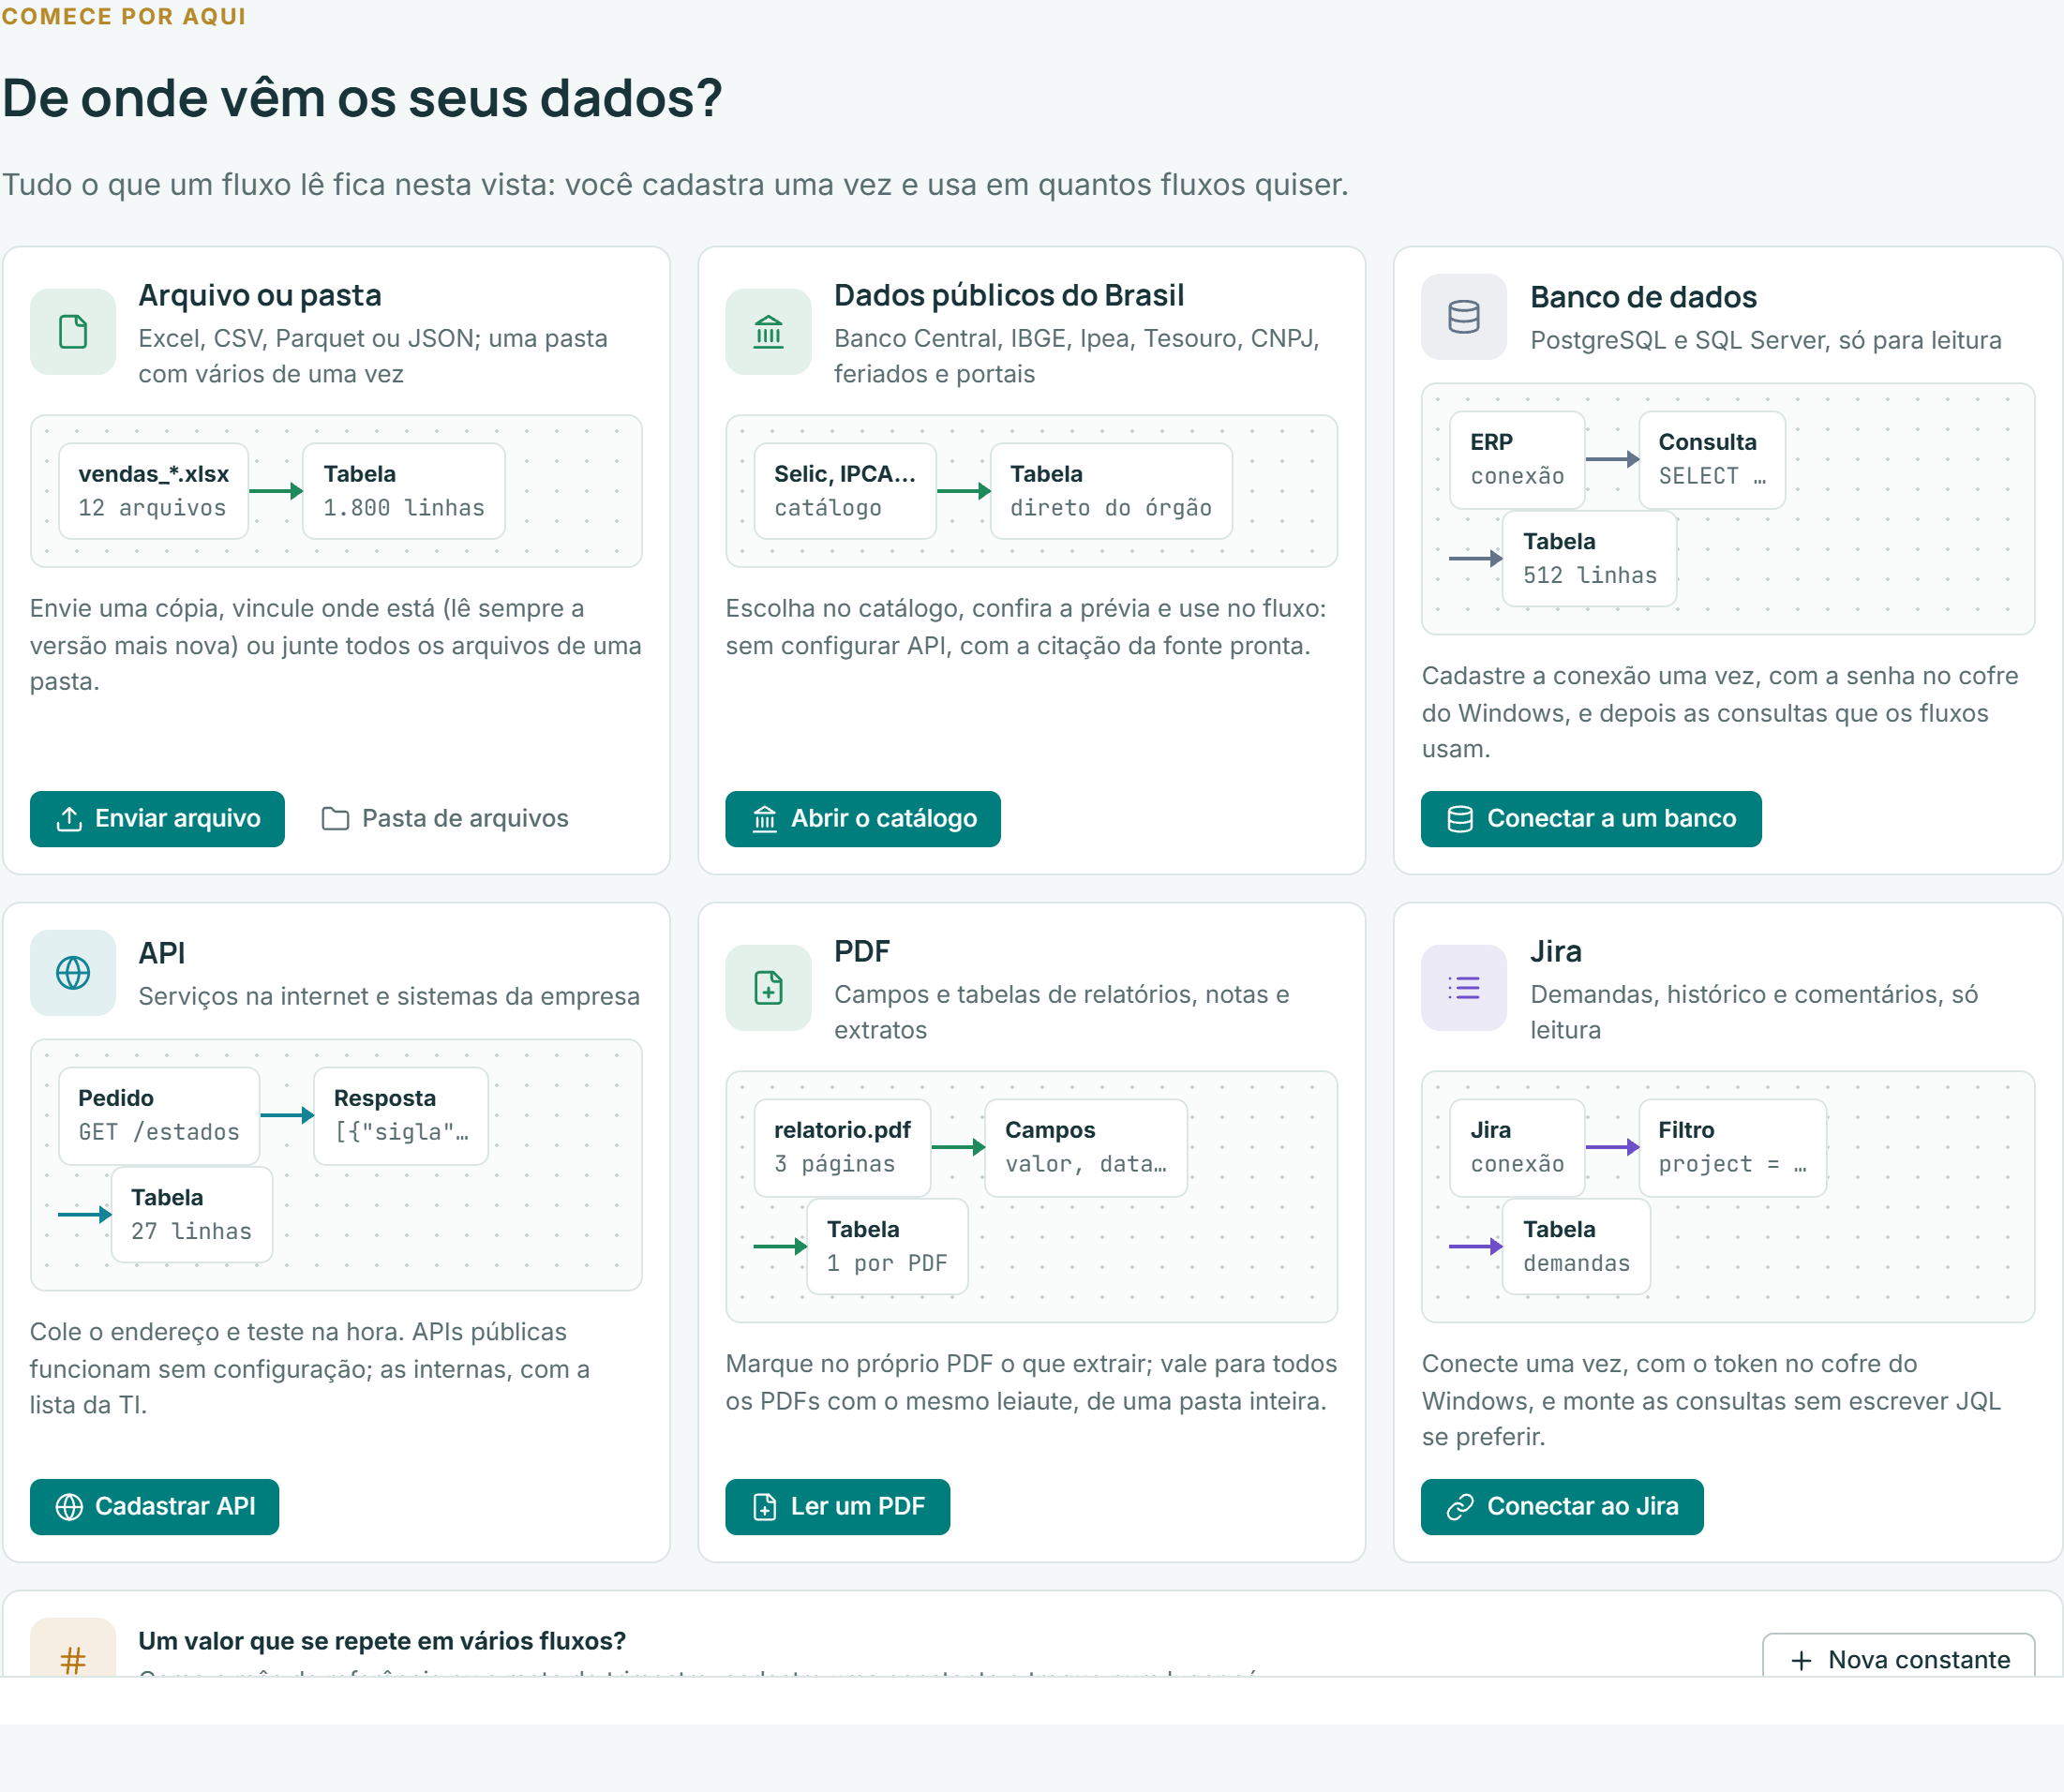 COMECE POR AQUI
De onde vêm os seus dados?
Tudo o que um fluxo lê fica nesta vista: você cadastra uma vez e usa em quantos fluxos quiser.
Arquivo ou pasta
Excel, CSV, Parquet ou JSON; uma pasta
com vários de uma vez
vendas_*.xlsx
12 arquivos
Tabela
1.800 linhas
Envie uma cópia, vincule onde está (lê sempre a
versão mais nova) ou junte todos os arquivos de uma
pasta.
Enviar arquivo
Pasta de arquivos
Dados públicos do Brasil
Banco Central, IBGE, Ipea, Tesouro, CNPJ,
feriados e portais
Selic, IPCA...
catálogo
Tabela
direto do órgão
Escolha no catálogo, confira a prévia e use no fluxo:
sem configurar API, com a citação da fonte pronta.
Abrir o catálogo
Banco de dados
PostgreSQL e SQL Server, só para leitura
ERP
conexão
Consulta
SELECT …
Tabela
512 linhas
Cadastre a conexão uma vez, com a senha no cofre
do Windows, e depois as consultas que os fluxos
usam.
Conectar a um banco
API
Serviços na internet e sistemas da empresa
Pedido
GET /estados
Resposta
[{"sigla"…
Tabela
27 linhas
Cole o endereço e teste na hora. APIs públicas
funcionam sem configuração; as internas, com a
lista da TI.
Cadastrar API
PDF
Campos e tabelas de relatórios, notas e
extratos
relatorio.pdf
3 páginas
Campos
valor, data…
Tabela
1 por PDF
Marque no próprio PDF o que extrair; vale para todos
os PDFs com o mesmo leiaute, de uma pasta inteira.
Ler um PDF
Jira
Demandas, histórico e comentários, só
leitura
Jira
conexão
Filtro
project = …
Tabela
demandas
Conecte uma vez, com o token no cofre do
Windows, e monte as consultas sem escrever JQL
se preferir.
Conectar ao Jira
Um valor que se repete em vários fluxos?
Nova constante